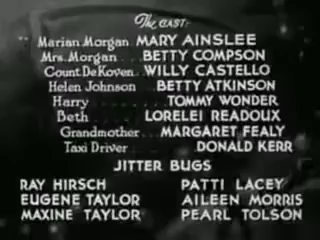 The CAST:
Marian Morgan MARY AINSLEE
Mrs. Morgan... BETTY COMPSON
Count De Koven.. WILLY CASTELLO
Helen Johnson BETTY ATKINSON
Harry ............ TOMMY WONDER
Beth ......... LORELEI READOUX
Grandmother... MARGARET FEALY
Taxi Driver ............ DONALD KERR
JITTER BUGS
RAY HIRSCH PATTI LACEY
EUGENE TAYLOR AILEEN MORRIS
MAXINE TAYLOR PEARL TOLSON